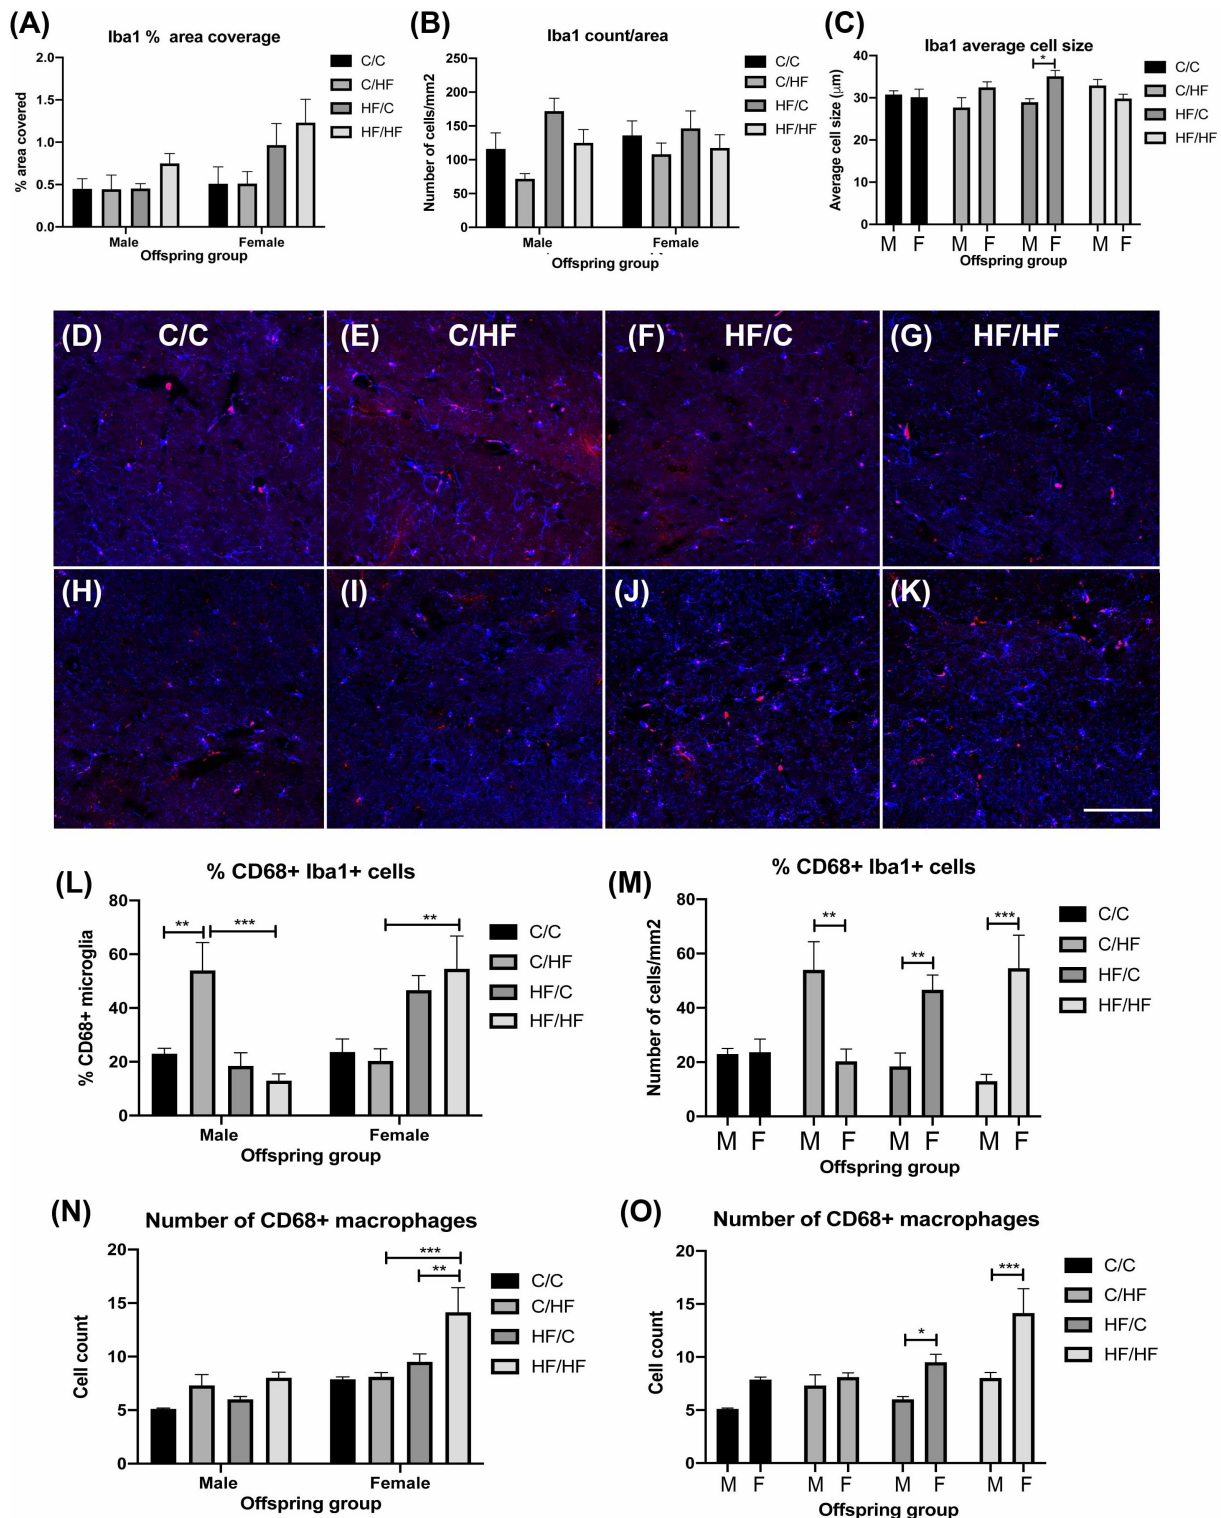 (A)
Iba1 % area coverage
% area covered
2.0
1.5
1.0
0.5
0.0
Male
Female
Offspring group
C/C
C/HF
HF/C
HF/HF
(B)
Iba1 count/area
Number of cells/mm2
250
200
150
100
50
0
Male
Female
Offspring group
C/C
C/HF
HF/C
HF/HF
(C)
Iba1 average cell size
Average cell size (μm)
40
30
20
10
0
*
M F M F M F M F
Offspring group
C/C
C/HF
HF/C
HF/HF
(D) C/C
(E) C/HF
(F) HF/C
(G) HF/HF
(H)
(I)
(J)
(K)
(L)
% CD68+ Iba1+ cells
% CD68+ microglia
80
60
40
20
0
** *** **
Male
Female
Offspring group
C/C
C/HF
HF/C
HF/HF
(M)
% CD68+ Iba1+ cells
Number of cells/mm2
80
60
40
20
0
** ** ***
M F M F M F M F
Offspring group
C/C
C/HF
HF/C
HF/HF
(N)
Number of CD68+ macrophages
Cell count
20
15
10
5
0
***
**
Male
Female
Offspring group
C/C
C/HF
HF/C
HF/HF
(O)
Number of CD68+ macrophages
Cell count
20
15
10
5
0
* ***
M F M F M F M F
Offspring group
C/C
C/HF
HF/C
HF/HF